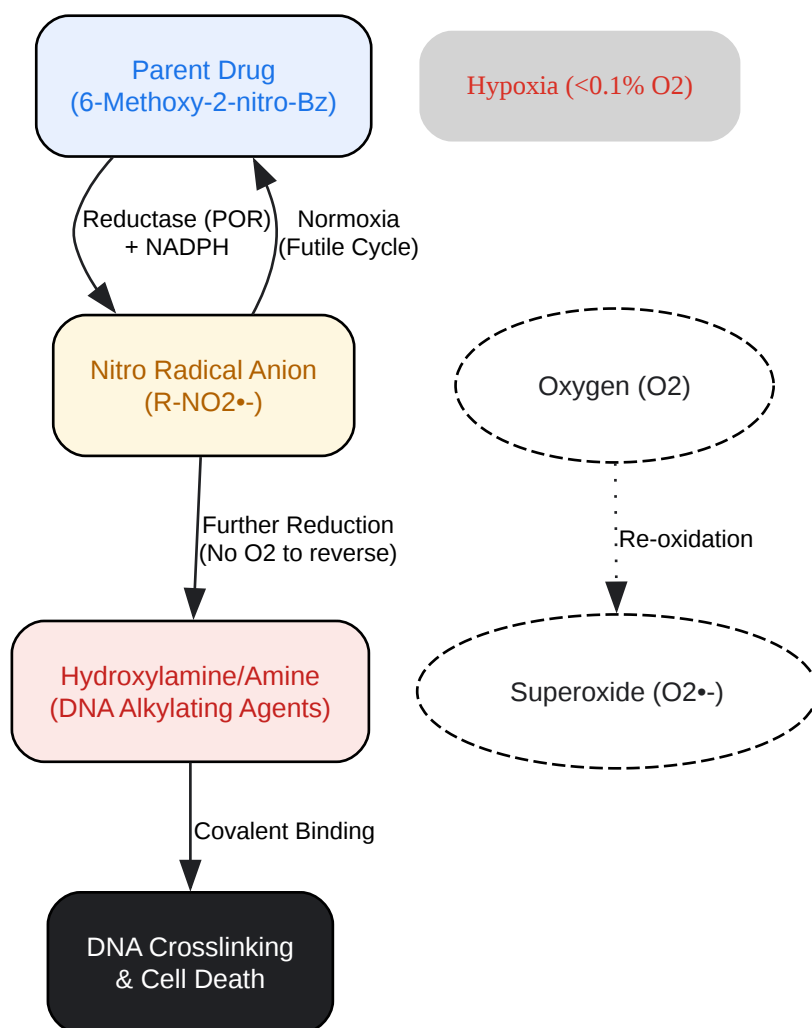 Parent Drug
(6-Methoxy-2-nitro-Bz)
Hypoxia (<0.1% O2)
Reductase (POR)
+ NADPH
Normoxia
(Futile Cycle)
Nitro Radical Anion
(R-NO2•-)
Oxygen (O2)
Further Reduction
(No O2 to reverse)
Re-oxidation
Hydroxylamine/Amine
(DNA Alkylating Agents)
Superoxide (O2•-)
Covalent Binding
DNA Crosslinking
& Cell Death